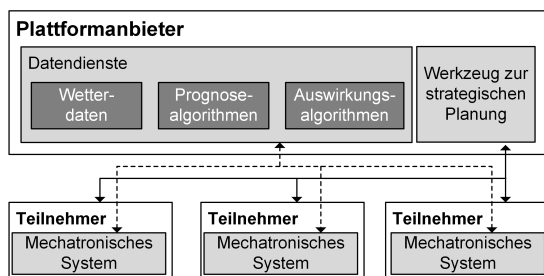 Plattformanbieter
Datendienste
Wetter-
daten
Prognose-
algorithmen
Auswirkungs-
algorithmen
Werkzeug zur
strategischen
Planung
Teilnehmer
Mechatronisches
System
Teilnehmer
Mechatronisches
System
Teilnehmer
Mechatronisches
System